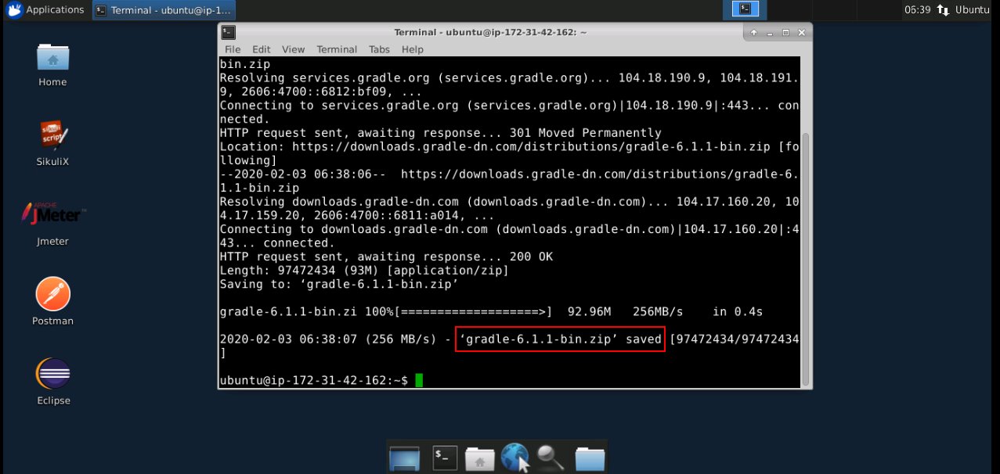 Applications
Terminal - ubuntu@ip-1...
06:39
Ubuntu
Home
sikuli
script
SikuliX
APACHE
JMeter
Jmeter
Postman
Eclipse
Terminal - ubuntu@ip-172-31-42-162: ~
File Edit View Terminal Tabs Help
bin.zip
Resolving services.gradle.org (services.gradle.org)... 104.18.190.9, 104.18.191.
9, 2606:4700::6812:bf09, ...
Connecting to services.gradle.org (services.gradle.org)|104.18.190.9|:443... con
nected.
HTTP request sent, awaiting response... 301 Moved Permanently
Location: https://downloads.gradle-dn.com/distributions/gradle-6.1.1-bin.zip [fo
llowing]
--2020-02-03 06:38:06--  https://downloads.gradle-dn.com/distributions/gradle-6.
1.1-bin.zip
Resolving downloads.gradle-dn.com (downloads.gradle-dn.com)... 104.17.160.20, 10
4.17.159.20, 2606:4700::6811:a014, ...
Connecting to downloads.gradle-dn.com (downloads.gradle-dn.com)|104.17.160.20|:4
43... connected.
HTTP request sent, awaiting response... 200 OK
Length: 97472434 (93M) [application/zip]
Saving to: ‘gradle-6.1.1-bin.zip’
gradle-6.1.1-bin.zi 100%[===================>]  92.96M   256MB/s    in 0.4s
2020-02-03 06:38:07 (256 MB/s) - ‘gradle-6.1.1-bin.zip’ saved [97472434/97472434
]
ubuntu@ip-172-31-42-162:~$